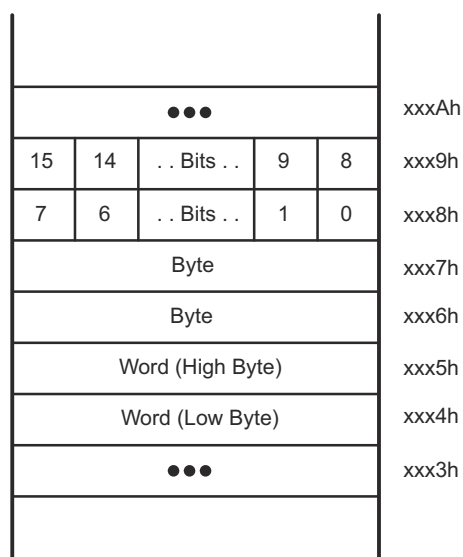 ●●● xxxAh
15 14 . . Bits . . 9 8 xxx9h
7 6 . . Bits . . 1 0 xxx8h
Byte xxx7h
Byte xxx6h
Word (High Byte) xxx5h
Word (Low Byte) xxx4h
●●● xxx3h